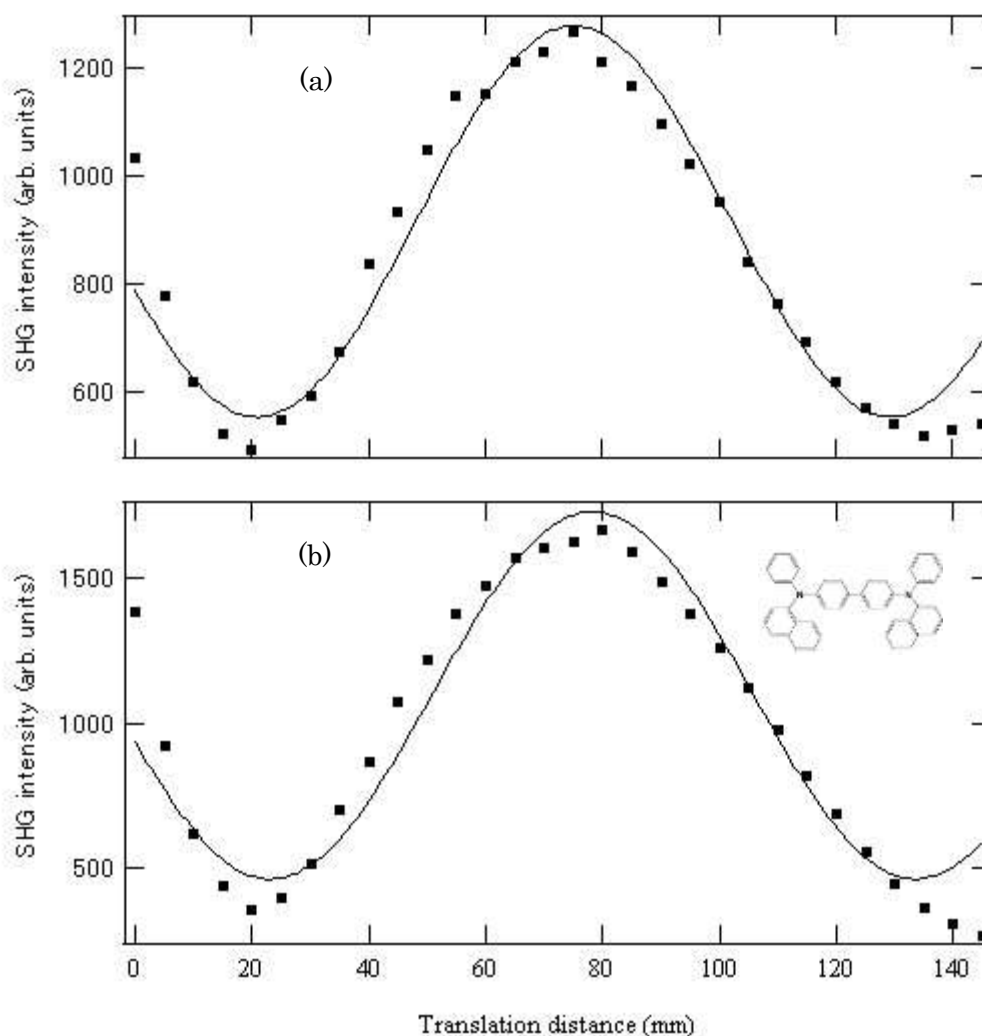 (a)
SHG intensity (arb. units)
1200
1000
800
600
(b)
SHG intensity (arb. units)
1500
1000
500
N
N
0
20
40
60
80
100
120
140
Translation distance (mm)